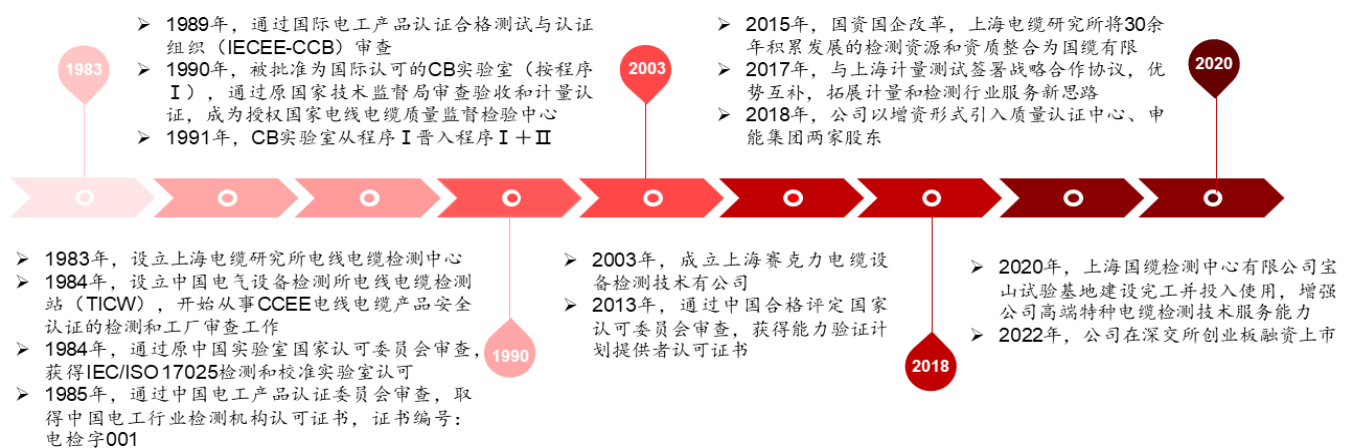 1983
➢ 1989年，通过国际电工产品认证合格测试与认证
组织（IECEE-CCB）审查
➢ 1990年，被批准为国际认可的CB实验室（按程序
Ⅰ），通过原国家技术监督局审查验收和计量认
证，成为授权国家电线电缆质量监督检验中心
➢ 1991年，CB实验室从程序Ⅰ晋入程序Ⅰ＋Ⅱ
2003
➢ 2015年，国资国企改革，上海电缆研究所将30余
年积累发展的检测资源和资质整合为国缆有限
➢ 2017年，与上海计量测试签署战略合作协议，优
势互补，拓展计量和检测行业服务新思路
➢ 2018年，公司以增资形式引入质量认证中心、申
能集团两家股东
2020
➢ 1983年，设立上海电缆研究所电线电缆检测中心
➢ 1984年，设立中国电气设备检测所电线电缆检测
站（TICW），开始从事CCEE电线电缆产品安全
认证的检测和工厂审查工作
➢ 1984年，通过原中国实验室国家认可委员会审查，
获得IEC/ISO 17025检测和校准实验室认可
➢ 1985年，通过中国电工产品认证委员会审查，取
得中国电工行业检测机构认可证书，证书编号：
电检字001
1990
➢ 2003年，成立上海赛克力电缆设
备检测技术有公司
➢ 2013年，通过中国合格评定国家
认可委员会审查，获得能力验证计
划提供者认可证书
2018
➢ 2020年，上海国缆检测中心有限公司宝
山试验基地建设完工并投入使用，增强
公司高端特种电缆检测技术服务能力
➢ 2022年，公司在深交所创业板融资上市